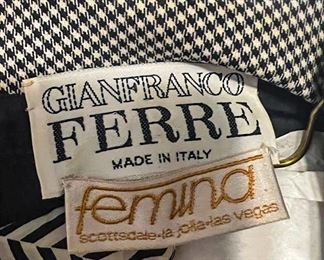 GIANFRANCO
FERRE
MADE IN ITALY
femina
scottsdale·la jolla·las vegas